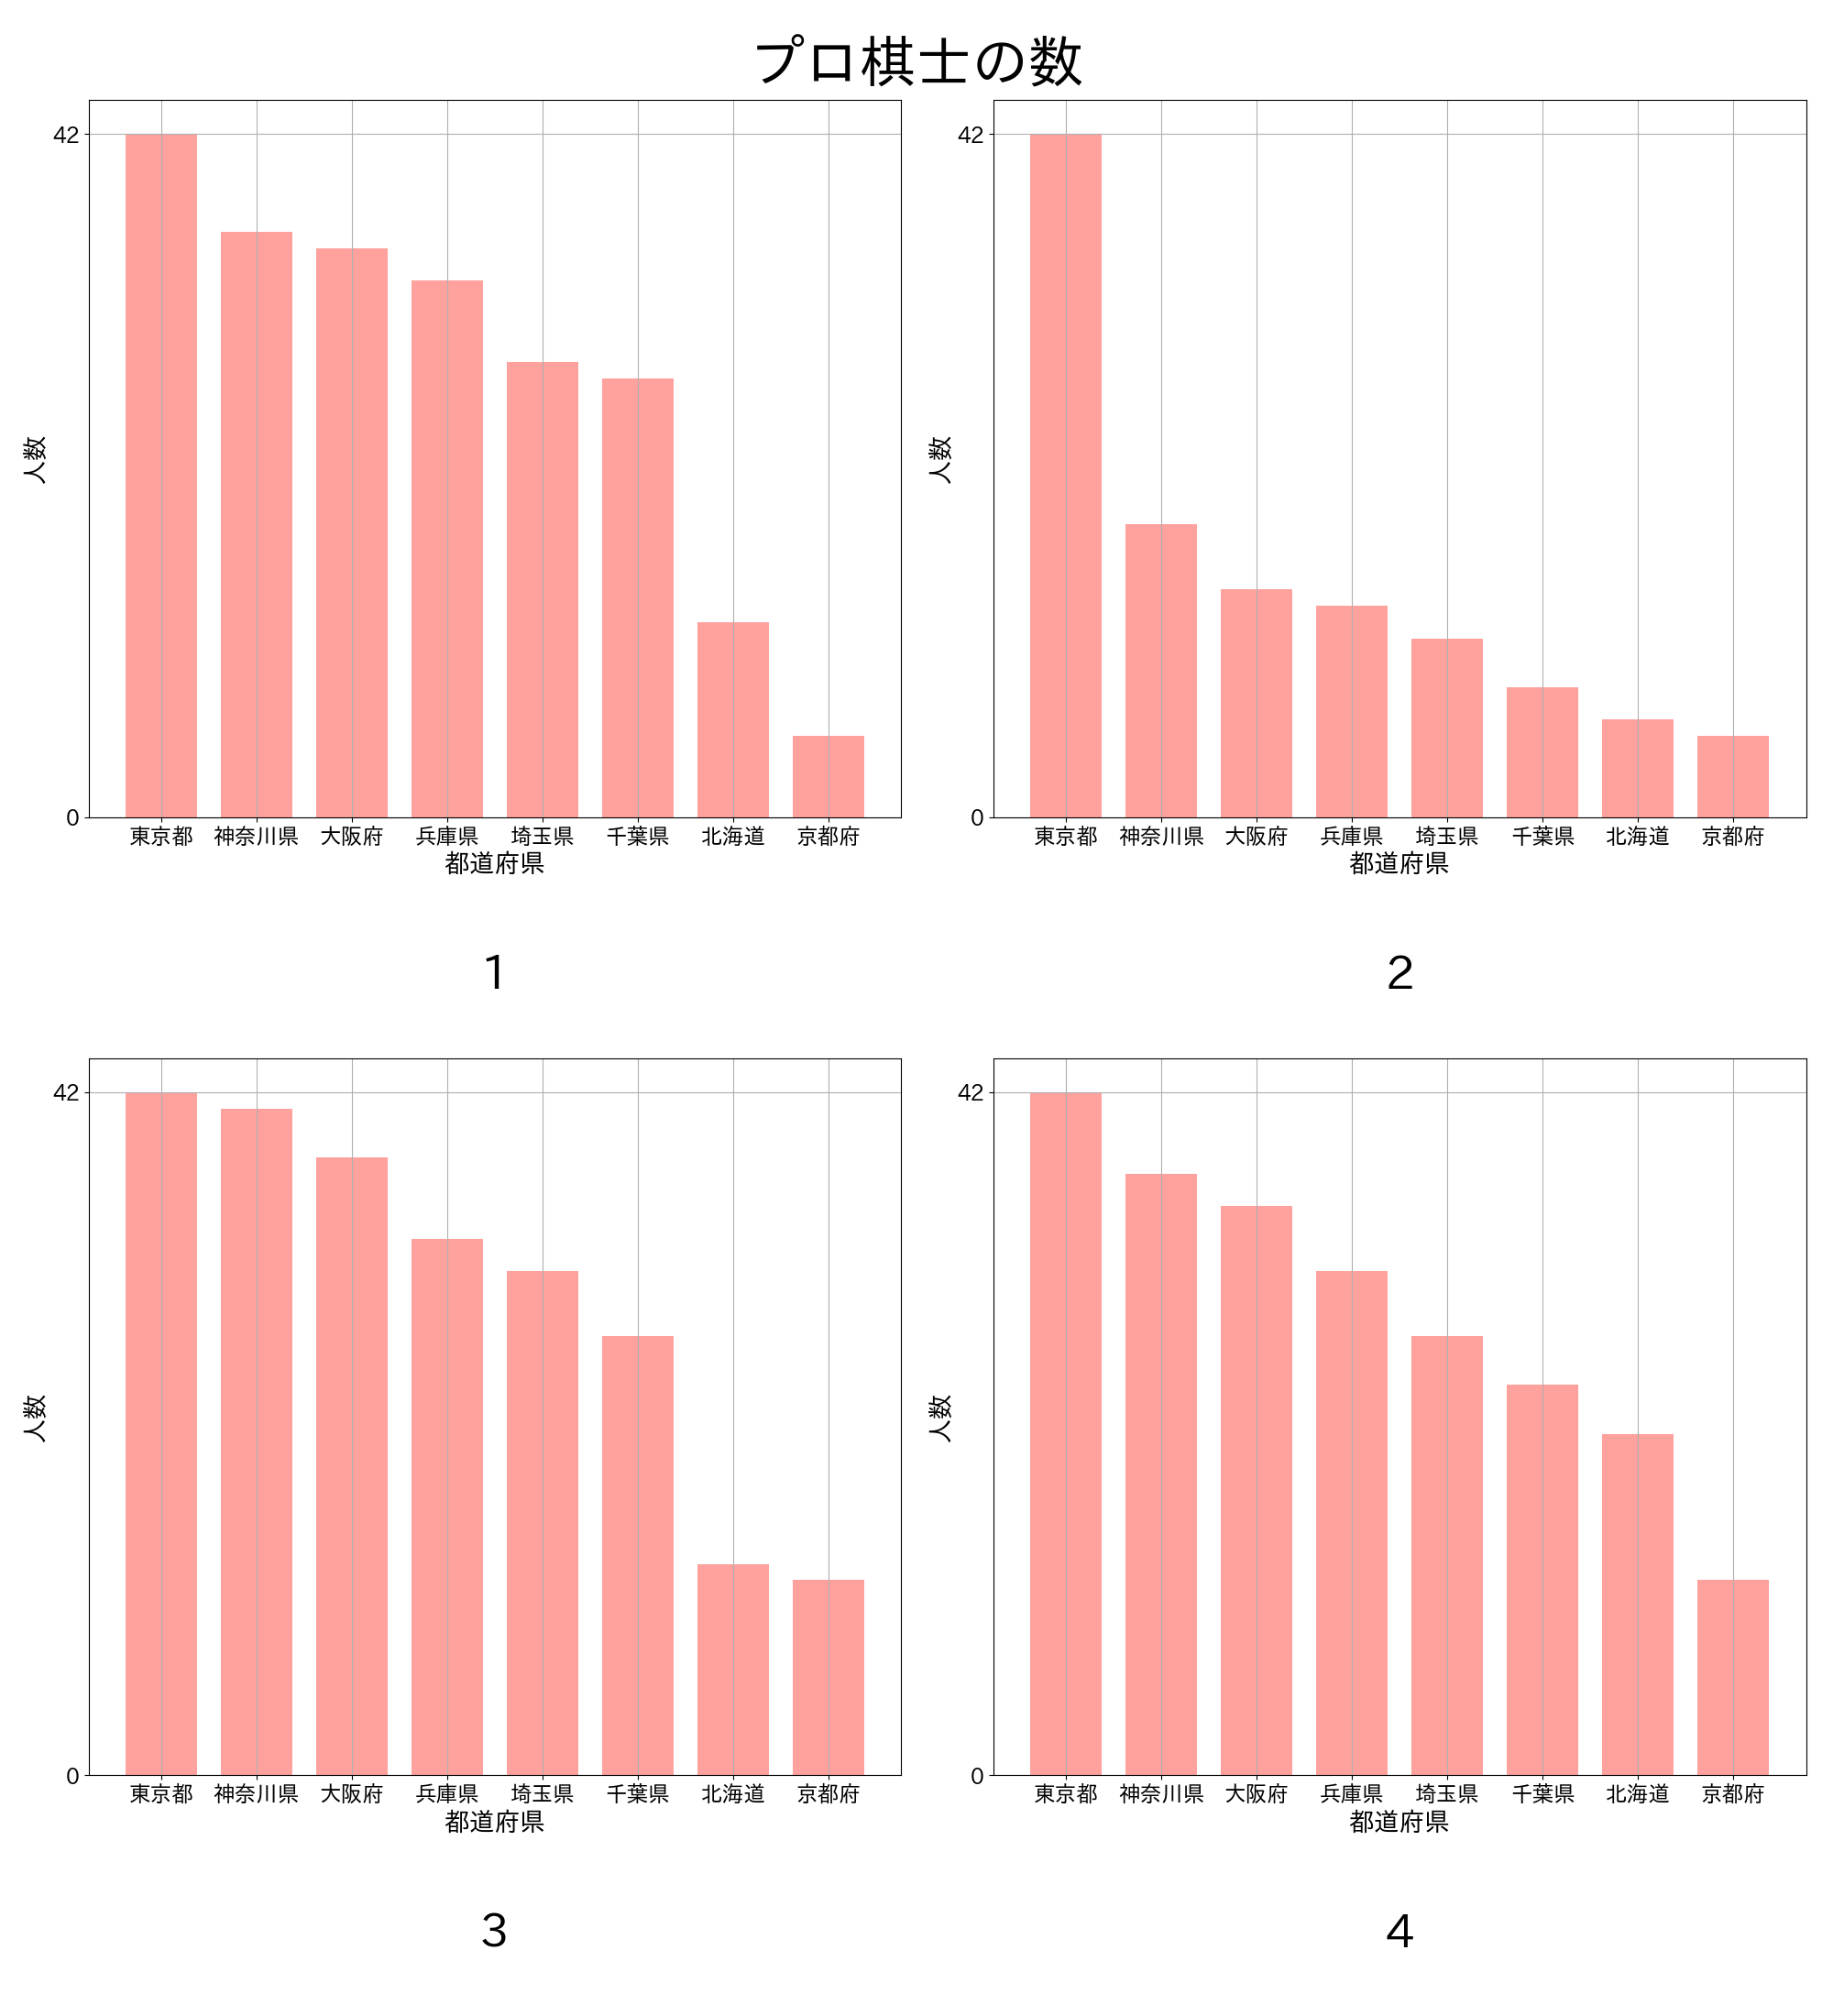 プロ棋士の数
42
0
人数
東京都 神奈川県 大阪府 兵庫県 埼玉県 千葉県 北海道 京都府
都道府県
1
42
0
人数
東京都 神奈川県 大阪府 兵庫県 埼玉県 千葉県 北海道 京都府
都道府県
2
42
0
人数
東京都 神奈川県 大阪府 兵庫県 埼玉県 千葉県 北海道 京都府
都道府県
3
42
0
人数
東京都 神奈川県 大阪府 兵庫県 埼玉県 千葉県 北海道 京都府
都道府県
4